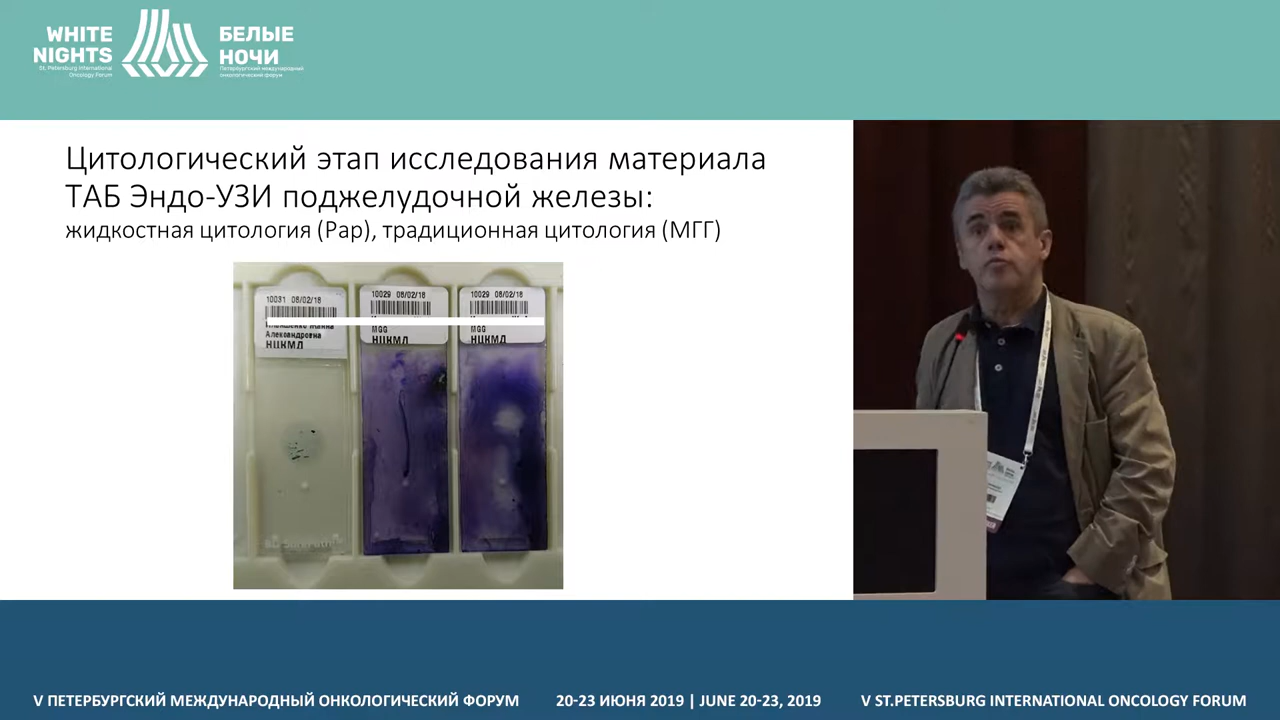 WHITE
NIGHTS
St. Petersburg International
Oncology Forum
БЕЛЫЕ
НОЧИ
Петербургский международный
онкологический форум
Цитологический этап исследования материала
ТАБ Эндо-УЗИ поджелудочной железы:
жидкостная цитология (Pap), традиционная цитология (МГГ)
10031 08/02/18
Александровна
НЦКМД
10029 08/02/18
MGG
НЦКМД
10029 08/02/18
MGG
НЦКМД
V ПЕТЕРБУРГСКИЙ МЕЖДУНАРОДНЫЙ ОНКОЛОГИЧЕСКИЙ ФОРУМ
20-23 ИЮНЯ 2019 | JUNE 20-23, 2019
V ST.PETERSBURG INTERNATIONAL ONCOLOGY FORUM